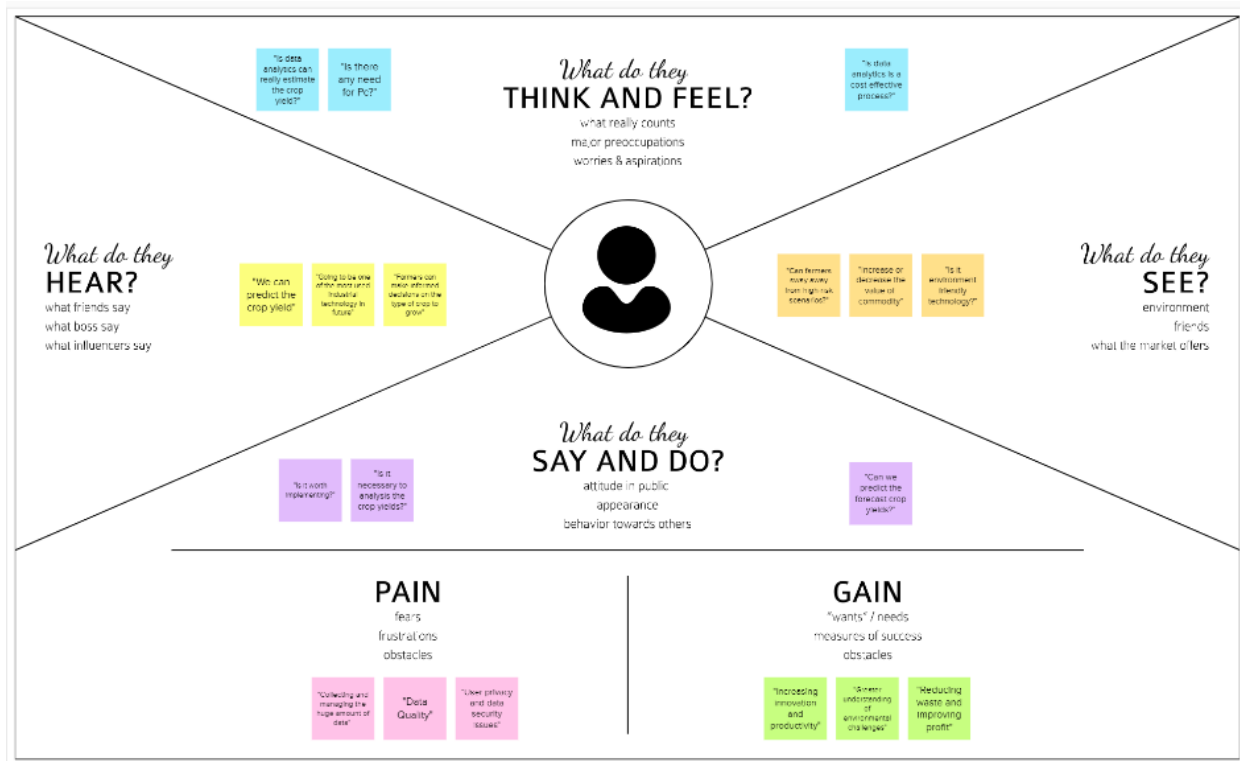 "Is data
analytics can
really estimate
the crop
yield?"
"Is there
any need
for Pc?"
What do they
THINK AND FEEL?
what really counts
major preoccupations
worries & aspirations
"Is data
analytics is a
cost effective
process?"
What do they
HEAR?
what friends say
what boss say
what influencers say
"We can
predict the
crop yield"
"Going to be one
of the most used
Industrial
technology in
future"
"Farmers can
make informed
decisions on the
type of crop to
grow"
"Can farmers
away
from high risk
scenarios?"
"Increase or
decrease the
value of
commodity"
"Is it
environment
friendly
technology?"
What do they
SEE?
environment
friends
what the market offers
What do they
SAY AND DO?
attitude in public
appearance
behavior towards others
"Is it worth
implementing?"
"Is it
necessary to
analysis the
crop yields?"
"Can we
predict the
forecast crop
yields?"
PAIN
fears
frustrations
obstacles
"Collecting and
managing the
huge amount of
data"
"Data
Quality"
"User privacy
and data
security
issues"
GAIN
"wants" / needs
measures of success
obstacles
"Increasing
innovation
and
productivity"
"Greater
understanding
of
environmental
challenges"
"Reducing
waste and
improving
profit"